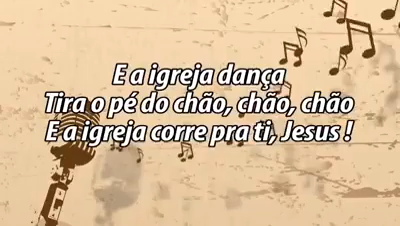 E a igreja dança
Tira o pé do chão, chão, chão
E a igreja corre pra ti, Jesus !